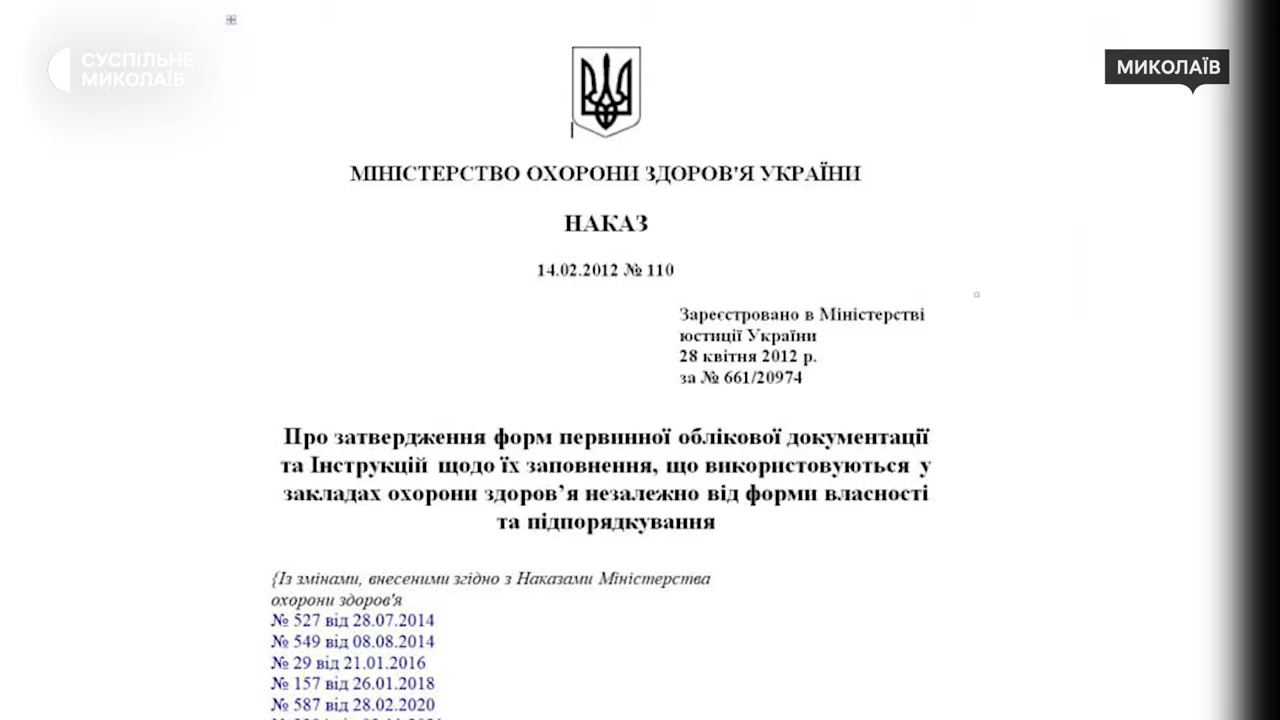 СУСПІЛЬНЕ
МИКОЛАЇВ
МИКОЛАЇВ
МІНІСТЕРСТВО ОХОРОНИ ЗДОРОВ'Я УКРАЇНИ
НАКАЗ
14.02.2012 № 110
Зареєстровано в Міністерстві
юстиції України
28 квітня 2012 р.
за № 661/20974
Про затвердження форм первинної облікової документації
та Інструкцій щодо їх заповнення, що використовуються у
закладах охорони здоров’я незалежно від форми власності
та підпорядкування
{Із змінами, внесеними згідно з Наказами Міністерства
охорони здоров'я
№ 527 від 28.07.2014
№ 549 від 08.08.2014
№ 29 від 21.01.2016
№ 157 від 26.01.2018
№ 587 від 28.02.2020